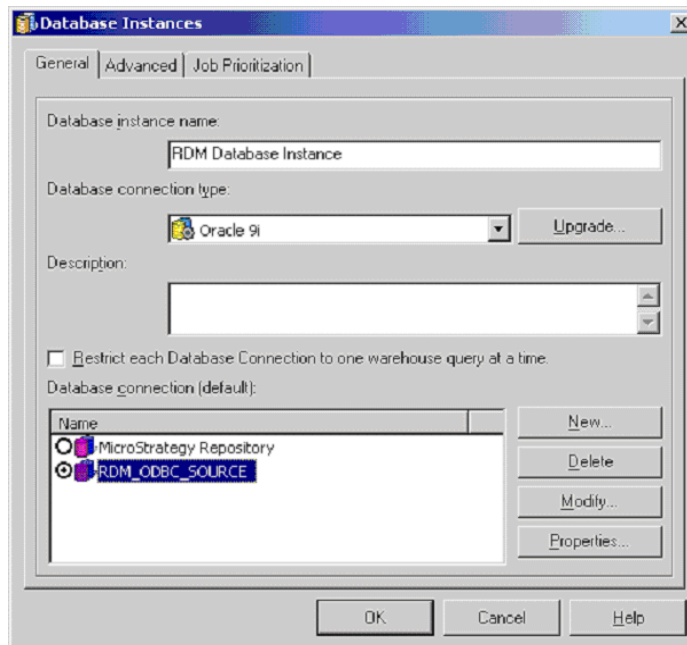 Database Instances
General Advanced Job Prioritization
Database instance name:
RDM Database Instance
Database connection type:
Oracle 9i Upgrade...
Description:
Restrict each Database Connection to one warehouse query at a time.
Database connection (default):
Name New...
MicroStrategy Repository
RDM_ODBC_SOURCE Delete
Modify...
Properties...
OK Cancel Help